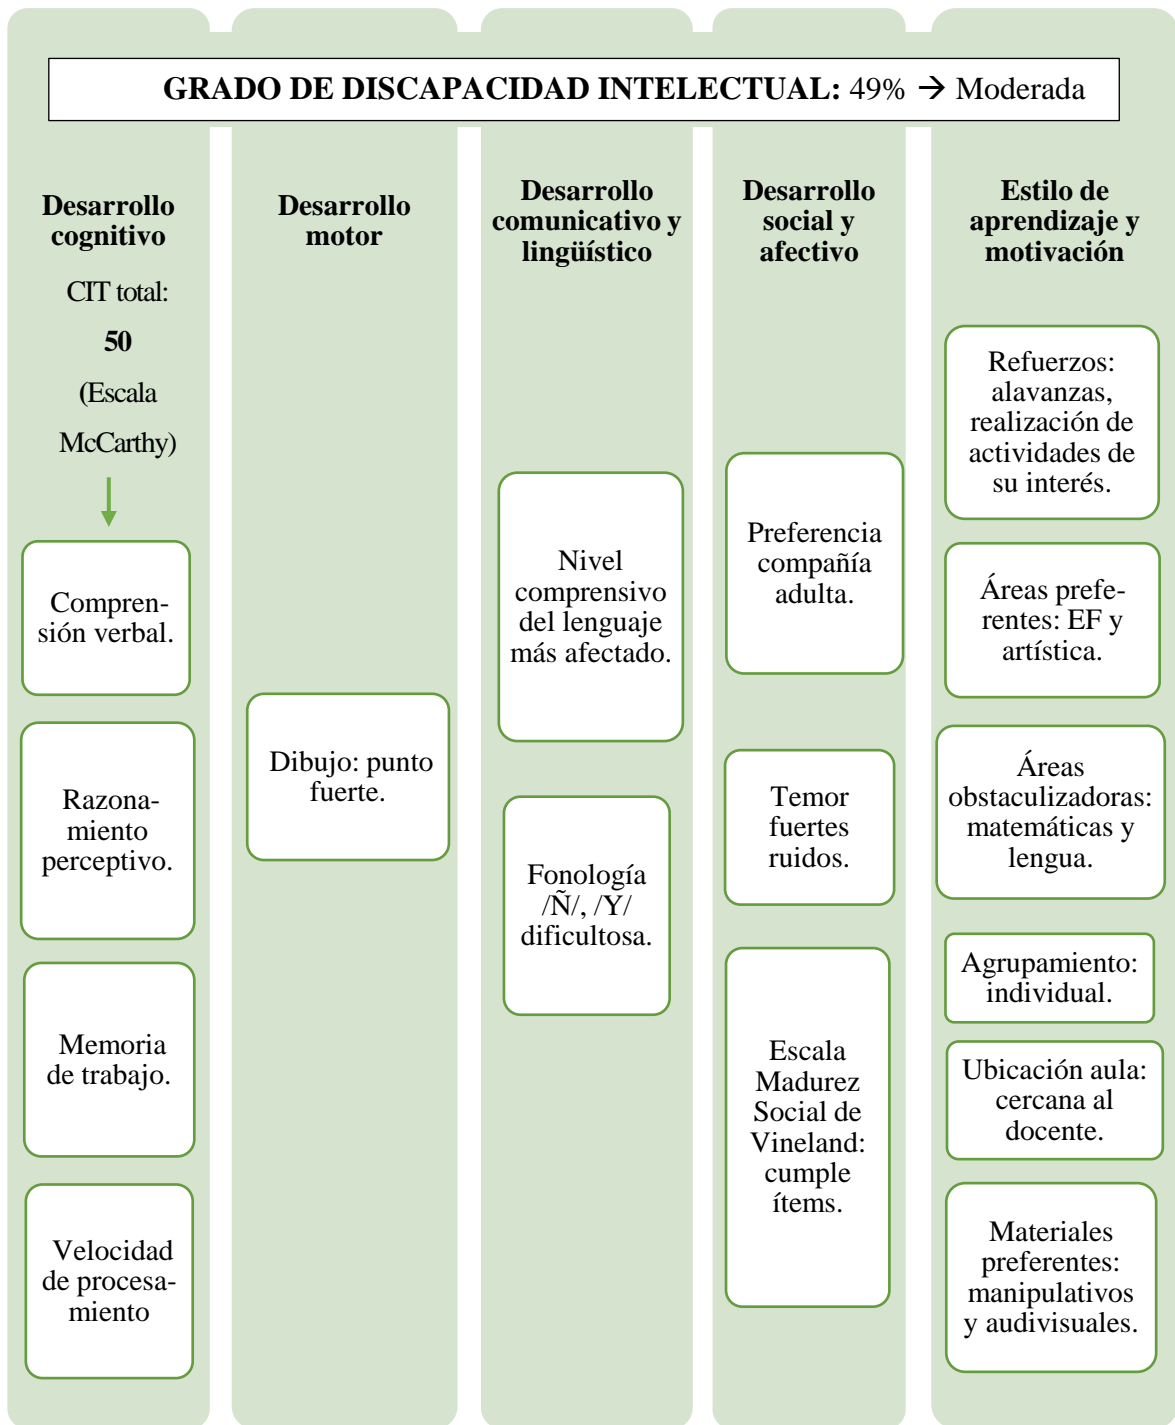 GRADO DE DISCAPACIDAD INTELECTUAL: 49% → Moderada
Desarrollo
cognitivo
CIT total:
50
(Escala
McCarthy)
Compren-
sión verbal.
Razona-
miento
perceptivo.
Memoria
de trabajo.
Velocidad
de procesa-
miento
Desarrollo
motor
Dibujo: punto
fuerte.
Desarrollo
comunicativo y
lingüístico
Nivel
comprensivo
del lenguaje
más afectado.
Fonología
/Ñ/, /Y/
dificultosa.
Desarrollo
social y
afectivo
Preferencia
compañía
adulta.
Temor
fuertes
ruidos.
Escala
Madurez
Social de
Vineland:
cumple
ítems.
Estilo de
aprendizaje y
motivación
Refuerzos:
alavanzas,
realización de
actividades de
su interés.
Áreas prefe-
rentes: EF y
artística.
Áreas
obstaculizadoras:
matemáticas y
lengua.
Agrupamiento:
individual.
Ubicación aula:
cercana al
docente.
Materiales
preferentes:
manipulativos
y audivisuales.